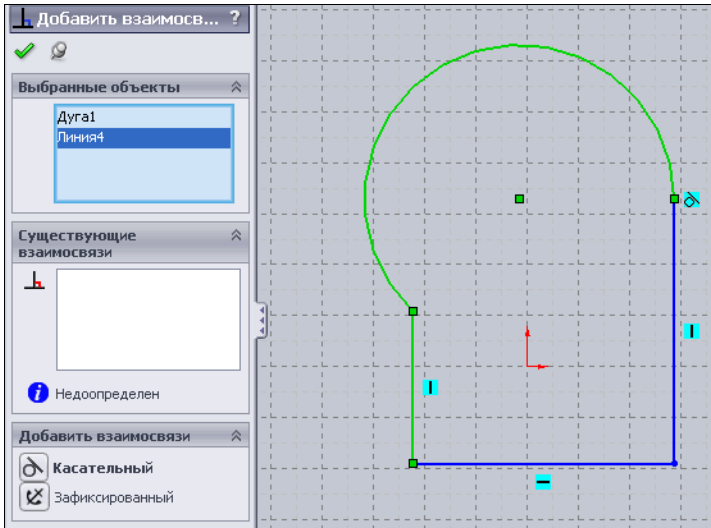 Добавить взаимосв... ?
Выбранные объекты
Дуга1
Линия4
Существующие
взаимосвязи
Недоопределен
Добавить взаимосвязи
Касательный
Зафиксированный